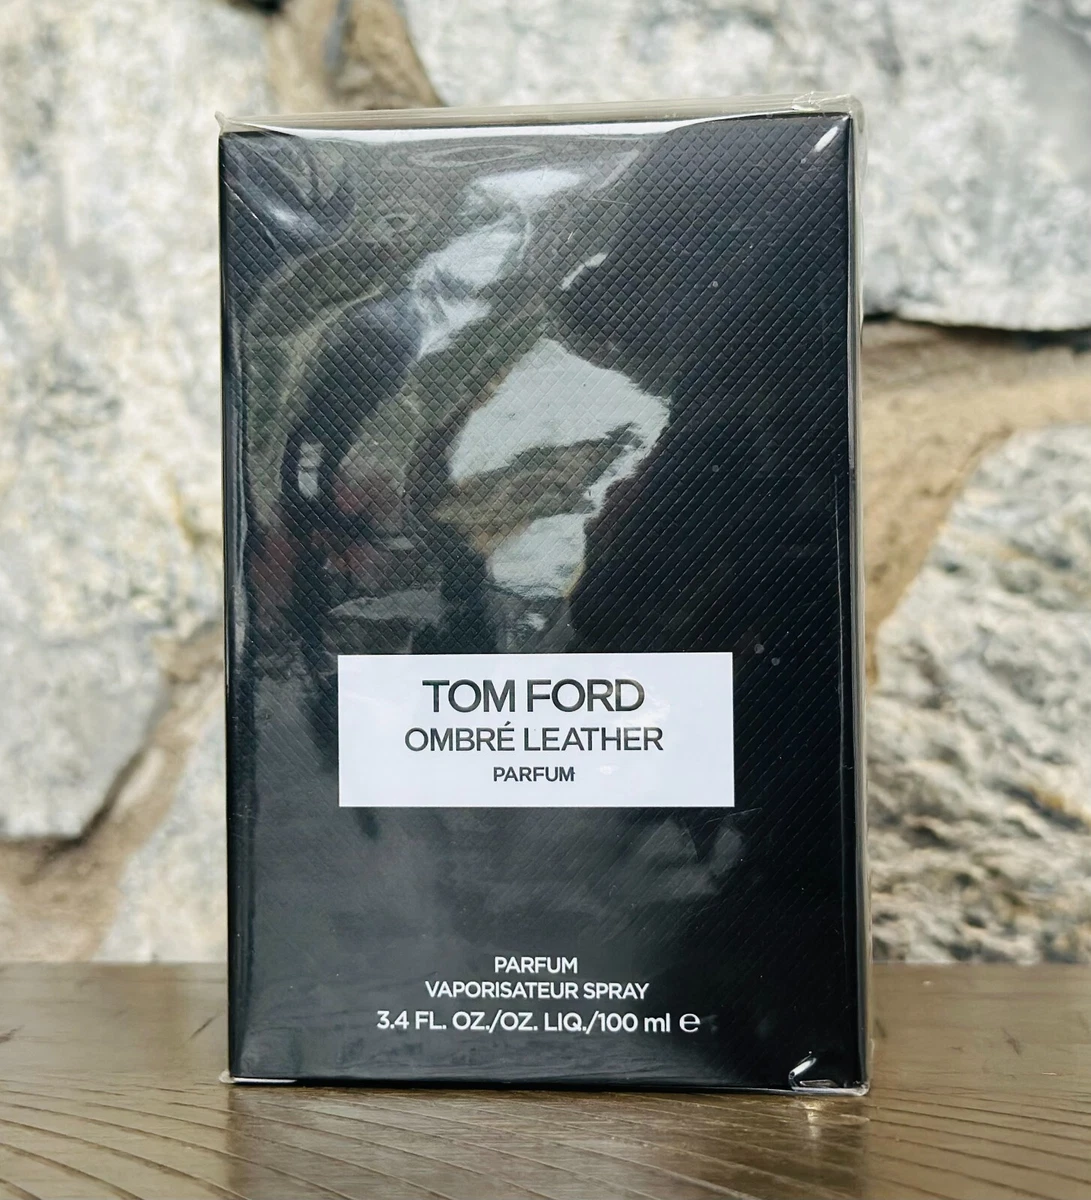 TOM FORD
OMBRÉ LEATHER
PARFUM
PARFUM
VAPORISATEUR SPRAY
3.4 FL. OZ./OZ. LIQ./100 ml ℮